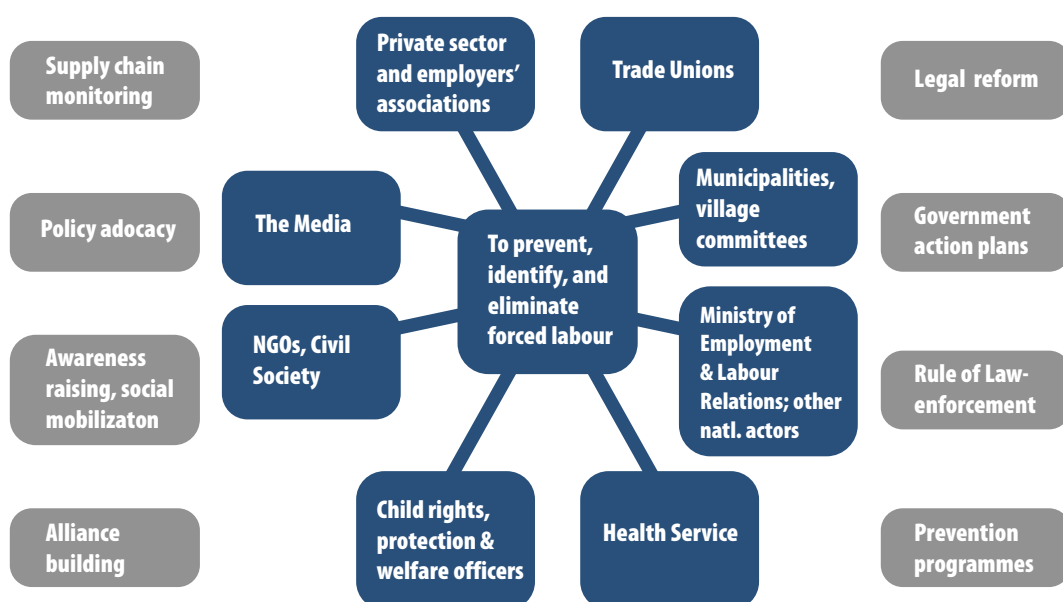 Supply chain
monitoring
Private sector
and employers’
associations
Trade Unions
Legal reform
Policy adocacy
The Media
To prevent,
identify, and
eliminate
forced labour
Municipalities,
village
committees
Government
action plans
Awareness
raising, social
mobilizaton
NGOs, Civil
Society
Ministry of
Employment
& Labour
Relations; other
natl. actors
Rule of Law-
enforcement
Alliance
building
Child rights,
protection &
welfare officers
Health Service
Prevention
programmes